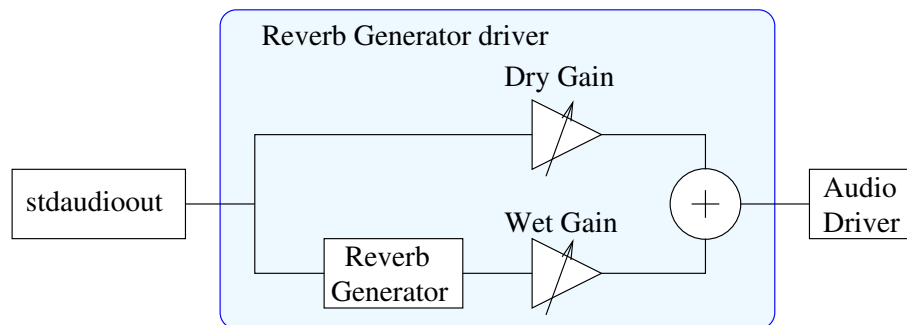 Reverb Generator driver
Dry Gain
stdaudioout
+
Audio
Driver
Wet Gain
Reverb
Generator